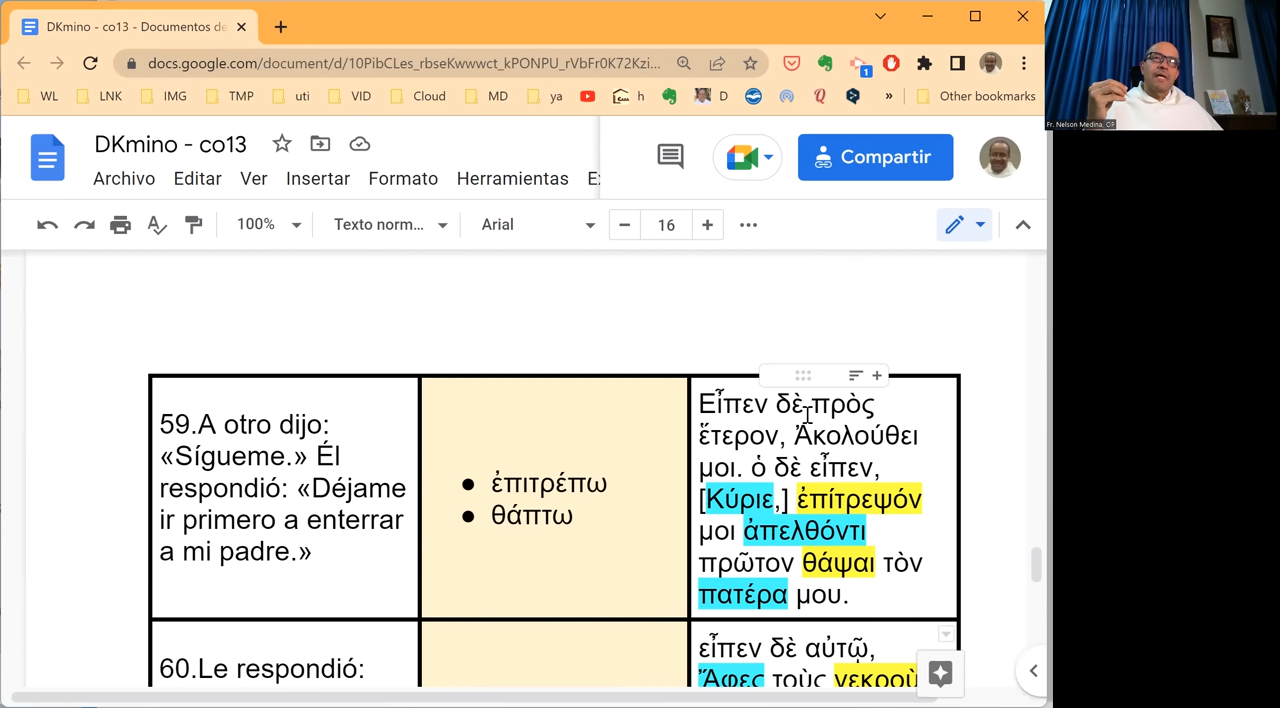 DKmino - co13 - Documentos de
docs.google.com/document/d/10PibCLes_rbseKwwwct_kPONPU_rVbFr0K72Kzi...
1
WL LNK IMG TMP uti VID Cloud MD ya h D » Other bookmarks
Fr. Nelson Medina, OP
DKmino - co13
Compartir
Archivo Editar Ver Insertar Formato Herramientas E
100% Texto norm... Arial 16
59.A otro dijo:
«Sígueme.» Él
respondió: «Déjame
ir primero a enterrar
a mi padre.»
● ἐπιτρέπω
● θάπτω
Εἶπεν δὲ πρὸς
ἕτερον, Ἀκολούθει
μοι. ὁ δὲ εἶπεν,
[Κύριε,] ἐπίτρεψόν
μοι ἀπελθόντι
πρῶτον θάψαι τὸν
πατέρα μου.
60.Le respondió:
εἶπεν δὲ αὐτῷ,
Ἄφες τοὺς νεκροὺ